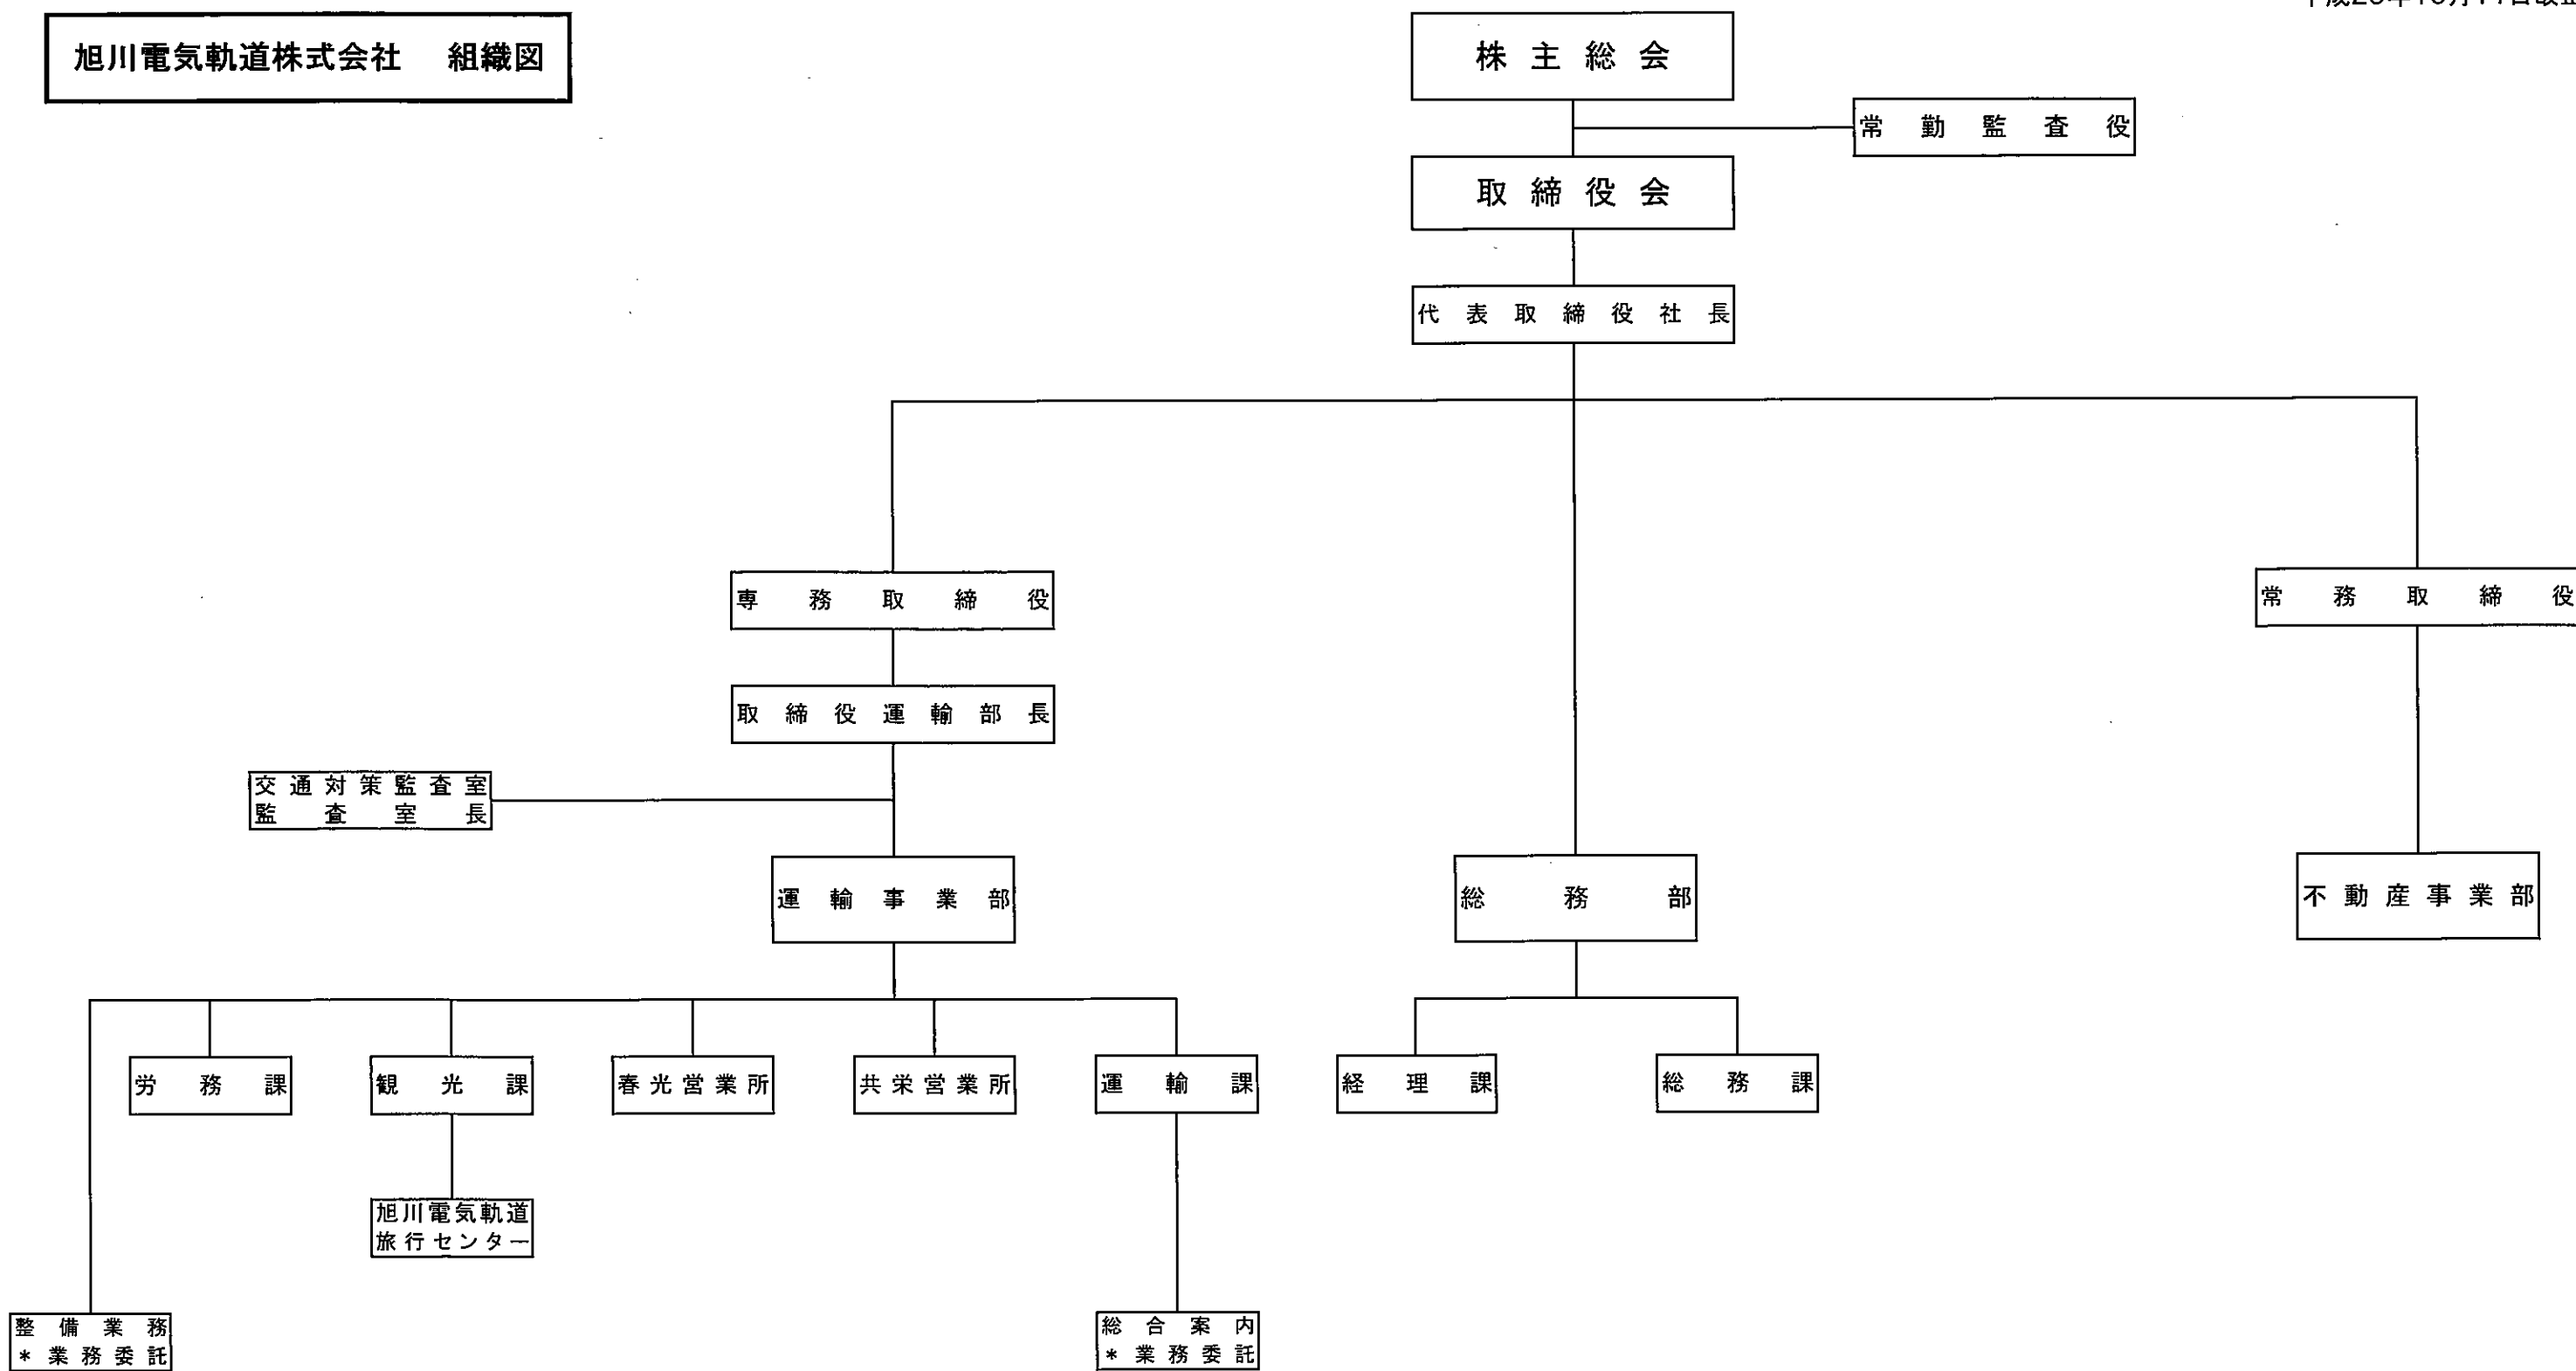 旭川電気軌道株式会社 組織図
株主総会
常勤監査役
取締役会
代表取締役社長
専務取締役
常務取締役
取締役運輸部長
交通対策監査室
監査室長
運輸事業部
総務部
不動産事業部
労務課
観光課
春光営業所
共栄営業所
運輸課
経理課
総務課
旭川電気軌道
旅行センター
整備業務
*業務委託
総合案内
*業務委託